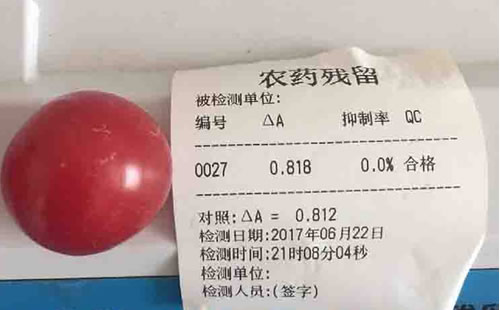 农药残留
被检测单位:
编号 ΔA 抑制率 QC
0027 0.818 0.0% 合格
对照:ΔA = 0.812
检测日期:2017年06月22日
检测时间:21时08分04秒
检测单位:
检测人员:(签字)